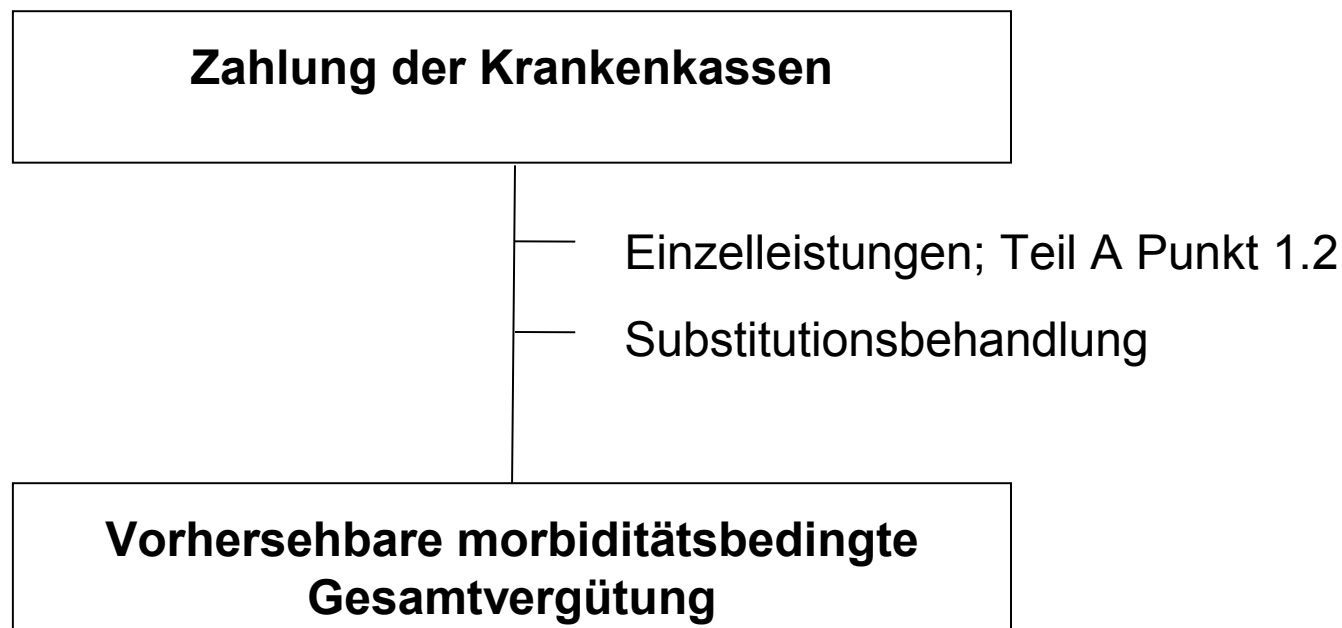 Zahlung der Krankenkassen
Einzelleistungen; Teil A Punkt 1.2
Substitutionsbehandlung
Vorhersehbare morbiditätsbedingte
Gesamtvergütung